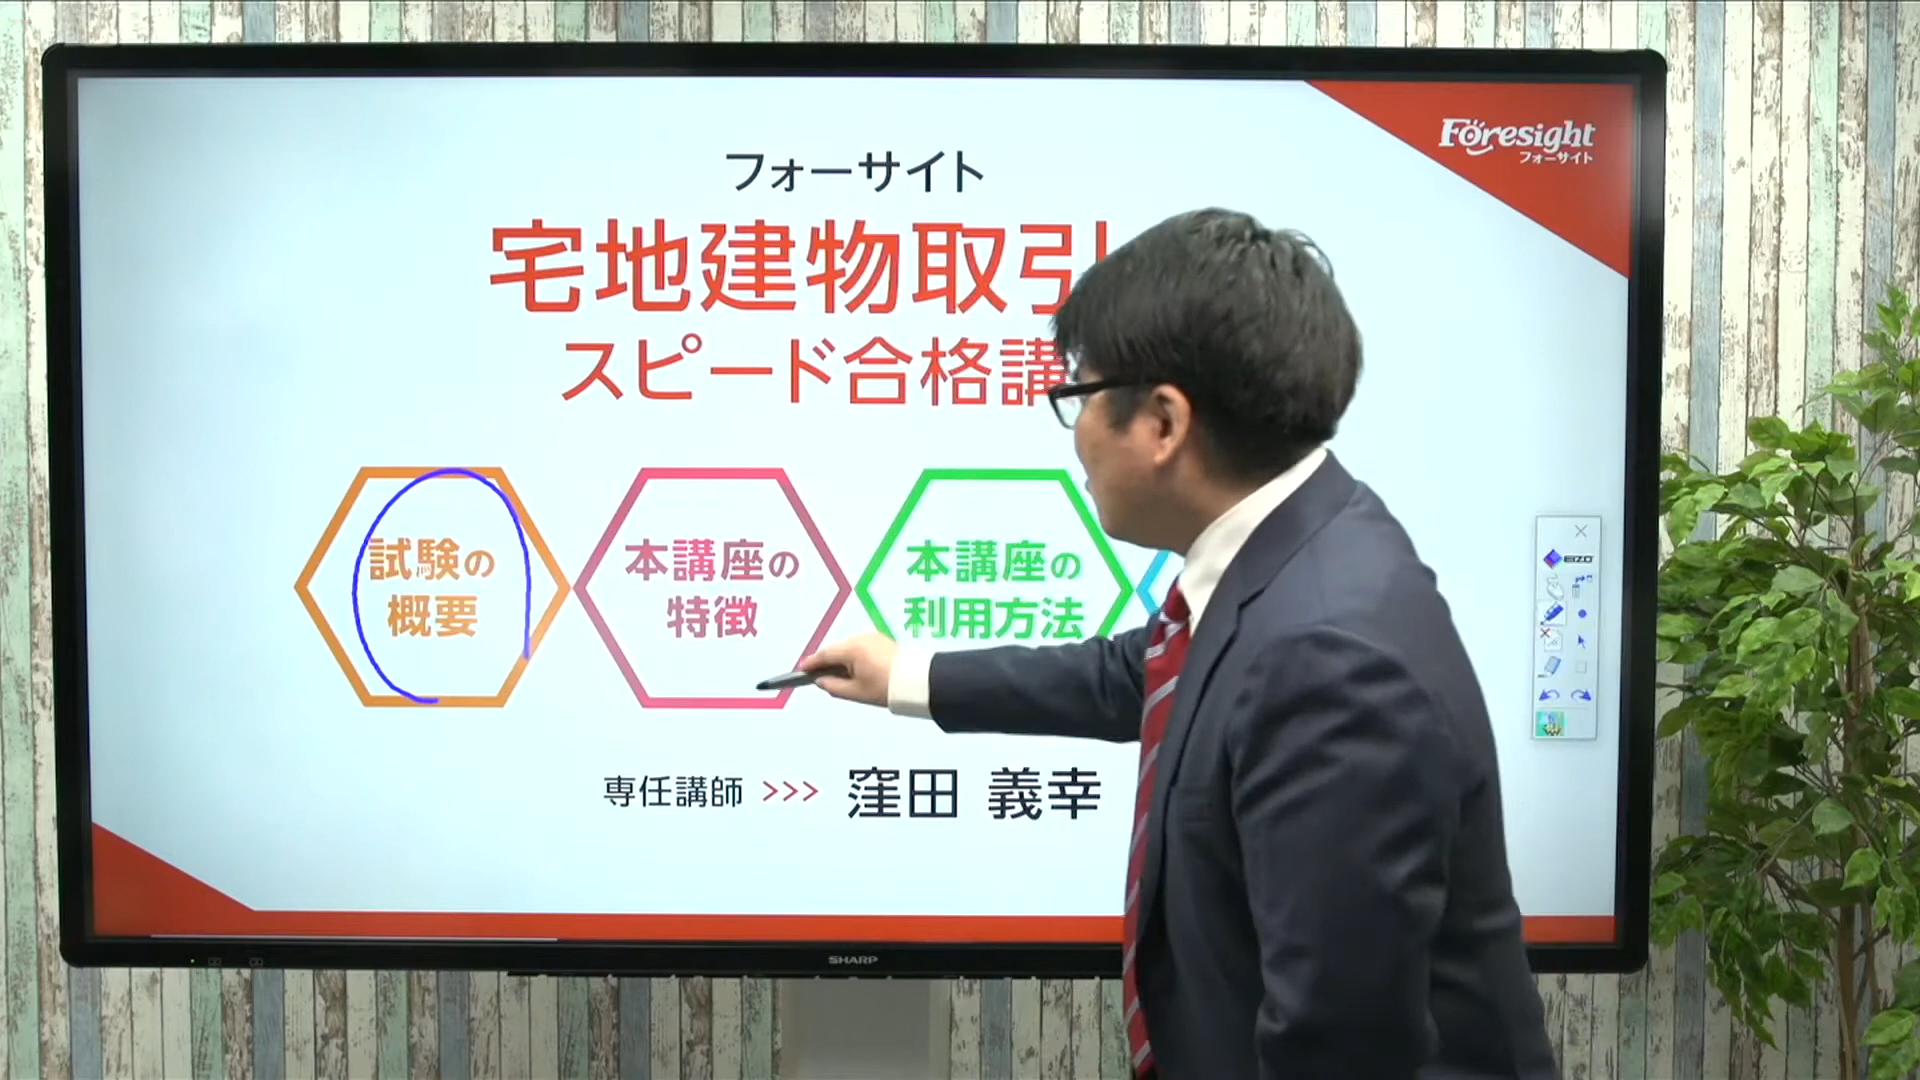 Foresight
フォーサイト
フォーサイト
宅地建物取引
スピード合格講
試験の
概要
本講座の
特徴
本講座の
利用方法
専任講師 >>> 窪田 義幸
EIZO
SHARP